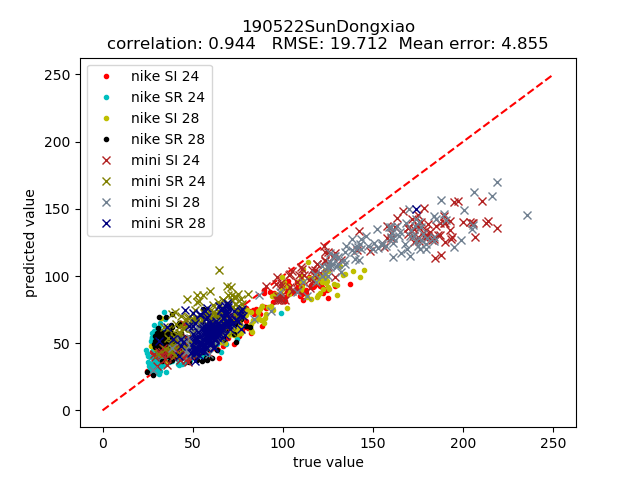 190522SunDongxiao
correlation: 0.944   RMSE: 19.712  Mean error: 4.855
250
200
150
100
50
0
predicted value
nike SI 24
nike SR 24
nike SI 28
nike SR 28
mini SI 24
mini SR 24
mini SI 28
mini SR 28
0 50 100 150 200 250
true value